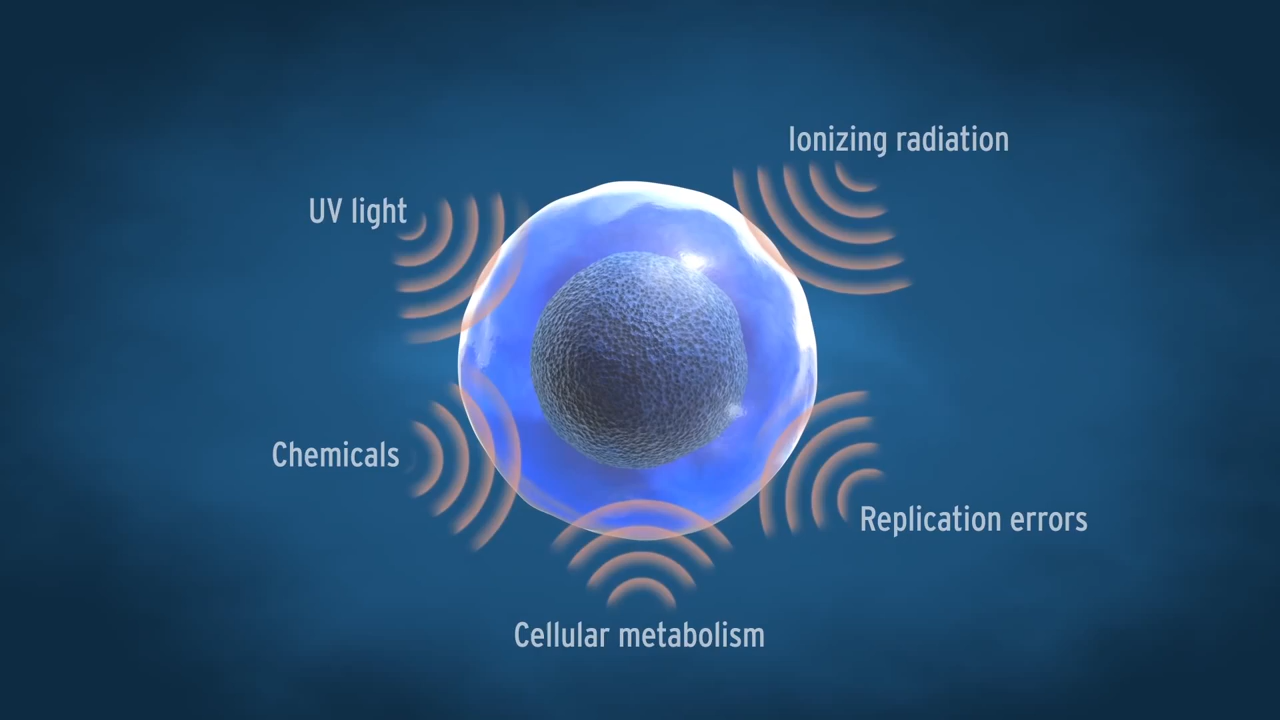 Ionizing radiation
UV light
Chemicals
Replication errors
Cellular metabolism